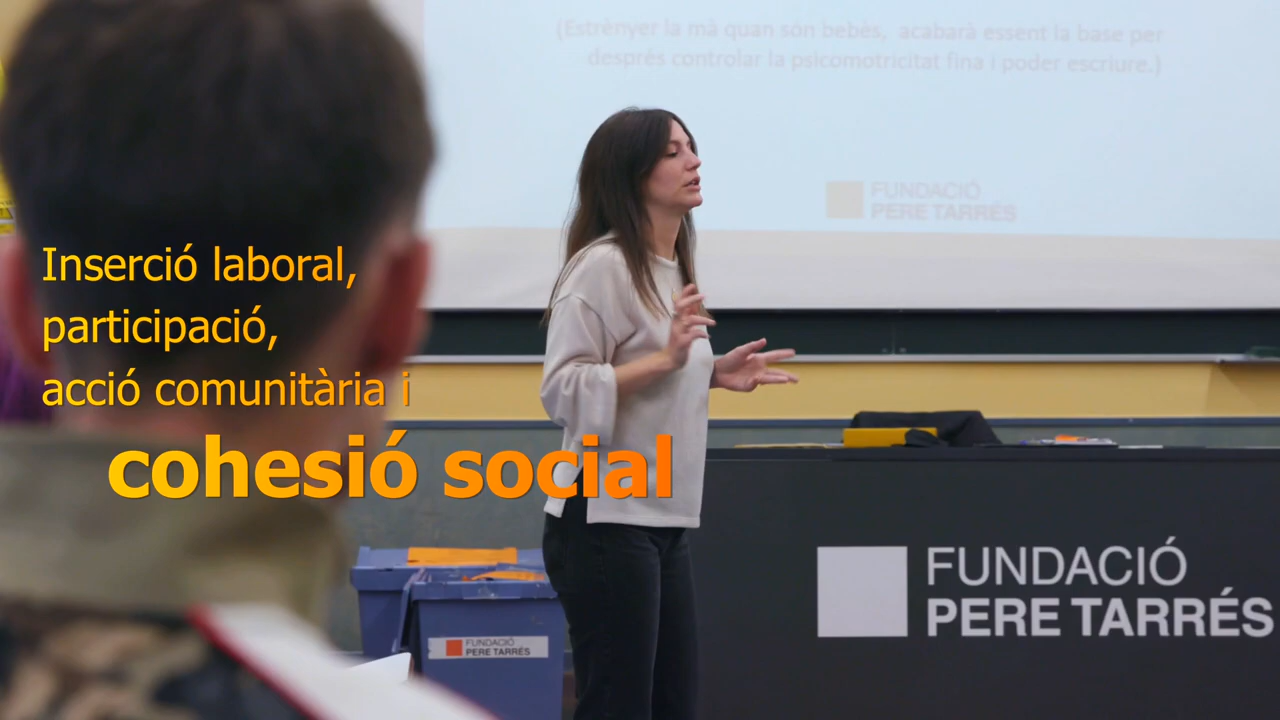 (Estrènyer la mà quan són bebès, acabarà essent la base per
després controlar la psicomotricitat fina i poder escriure.)
FUNDACIÓ
PERE TARRÉS
Inserció laboral,
participació,
acció comunitària i
cohesió social
FUNDACIÓ
PERE TARRÉS
FUNDACIÓ
PERE TARRÉS